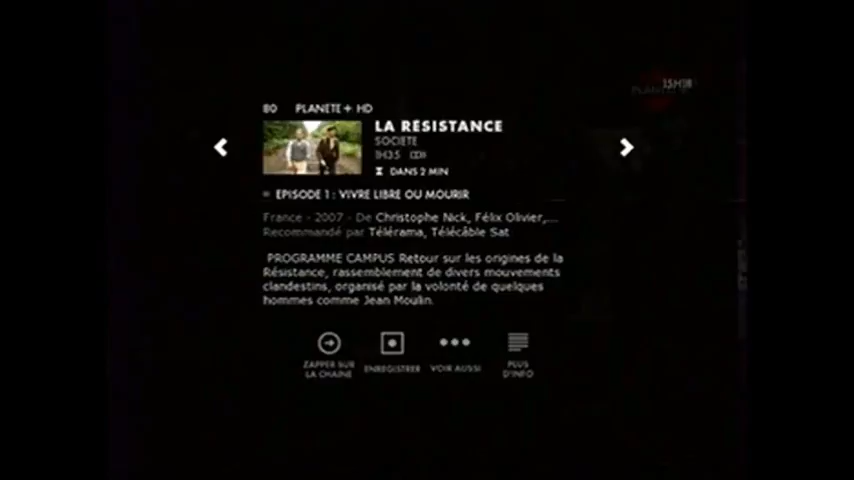 15H18
80 PLANETE+ HD
LA RÉSISTANCE
SOCIETE
1H35
DANS 2 MIN
EPISODE 1 : VIVRE LIBRE OU MOURIR
France - 2007 - De Christophe Nick, Félix Olivier,...
Recommandé par Télérama, Télécâble Sat
PROGRAMME CAMPUS Retour sur les origines de la
Résistance, rassemblement de divers mouvements
clandestins, organisé par la volonté de quelques
hommes comme Jean Moulin.
ZAPPER SUR
LA CHAINE
ENREGISTRER
VOIR AUSSI
PLUS
D'INFO